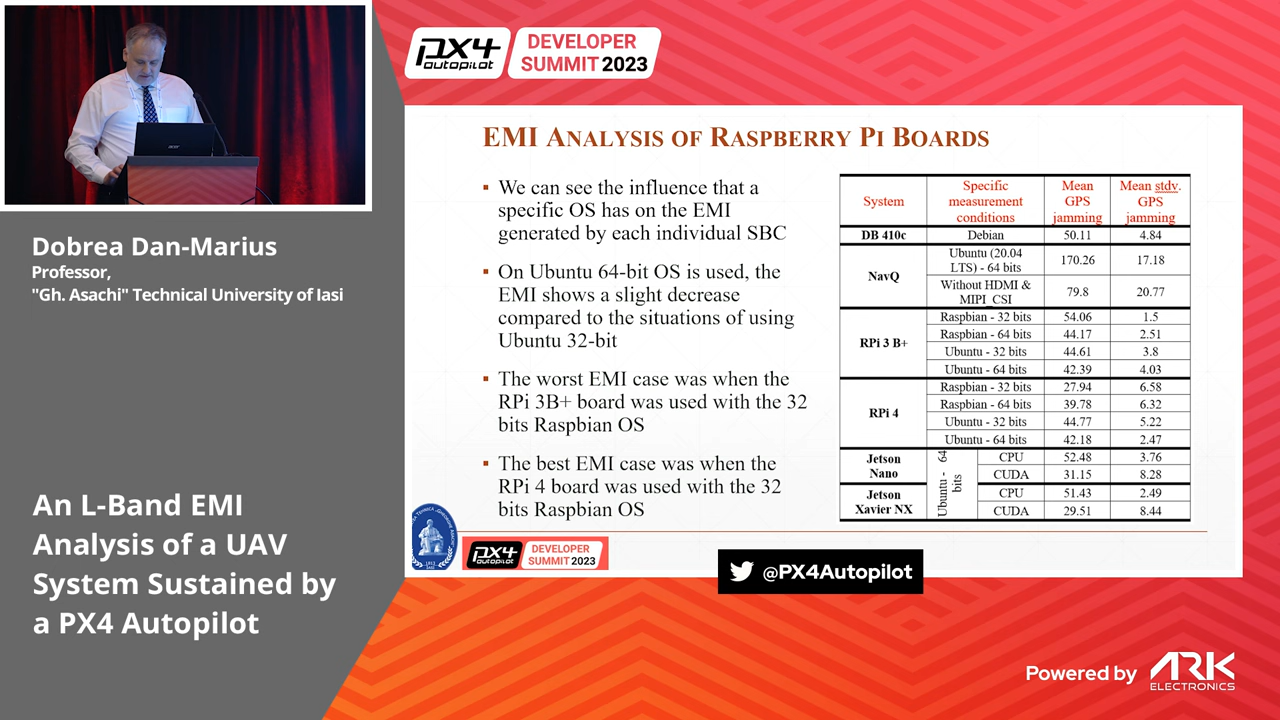 PX4
autopilot
DEVELOPER
SUMMIT 2023
Dobrea Dan-Marius
Professor,
"Gh. Asachi" Technical University of Iasi
An L-Band EMI
Analysis of a UAV
System Sustained by
a PX4 Autopilot
EMI ANALYSIS OF RASPBERRY PI BOARDS
▪ We can see the influence that a
specific OS has on the EMI
generated by each individual SBC
▪ On Ubuntu 64-bit OS is used, the
EMI shows a slight decrease
compared to the situations of using
Ubuntu 32-bit
▪ The worst EMI case was when the
RPi 3B+ board was used with the 32
bits Raspbian OS
▪ The best EMI case was when the
RPi 4 board was used with the 32
bits Raspbian OS
System
Specific
measurement
conditions
Mean
GPS
jamming
Mean stdv.
GPS
jamming
DB 410c Debian 50.11 4.84
NavQ
Ubuntu (20.04
LTS) - 64 bits
170.26 17.18
Without HDMI &
MIPI_CSI
79.8 20.77
RPi 3 B+
Raspbian - 32 bits 54.06 1.5
Raspbian - 64 bits 44.17 2.51
Ubuntu - 32 bits 44.61 3.8
Ubuntu - 64 bits 42.39 4.03
RPi 4
Raspbian - 32 bits 27.94 6.58
Raspbian - 64 bits 39.78 6.32
Ubuntu - 32 bits 44.77 5.22
Ubuntu - 64 bits 42.18 2.47
Jetson
Nano
Ubuntu - 64
bits
CPU 52.48 3.76
CUDA 31.15 8.28
Jetson
Xavier NX
CPU 51.43 2.49
CUDA 29.51 8.44
PX4
autopilot
DEVELOPER
SUMMIT 2023
@PX4Autopilot
Powered by ARK
ELECTRONICS